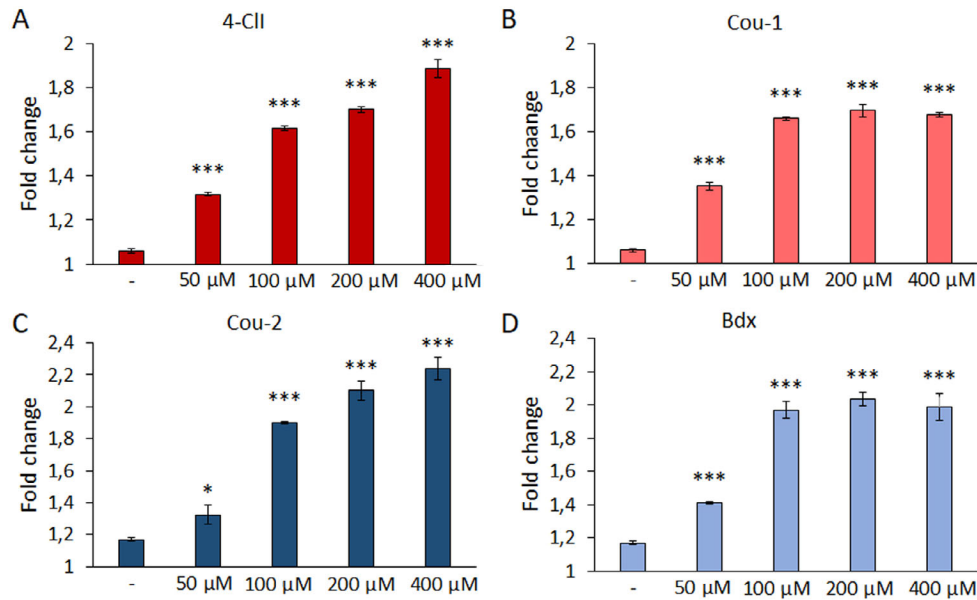 A
4-ClI
Fold change
2
1,8
1,6
1,4
1,2
1
***
***
***
***
- 50 µM 100 µM 200 µM 400 µM
B
Cou-1
Fold change
2
1,8
1,6
1,4
1,2
1
***
***
***
***
- 50 µM 100 µM 200 µM 400 µM
C
Cou-2
Fold change
2,4
2,2
2
1,8
1,6
1,4
1,2
1
*
***
***
***
- 50 µM 100 µM 200 µM 400 µM
D
Bdx
Fold change
2,4
2,2
2
1,8
1,6
1,4
1,2
1
***
***
***
***
- 50 µM 100 µM 200 µM 400 µM